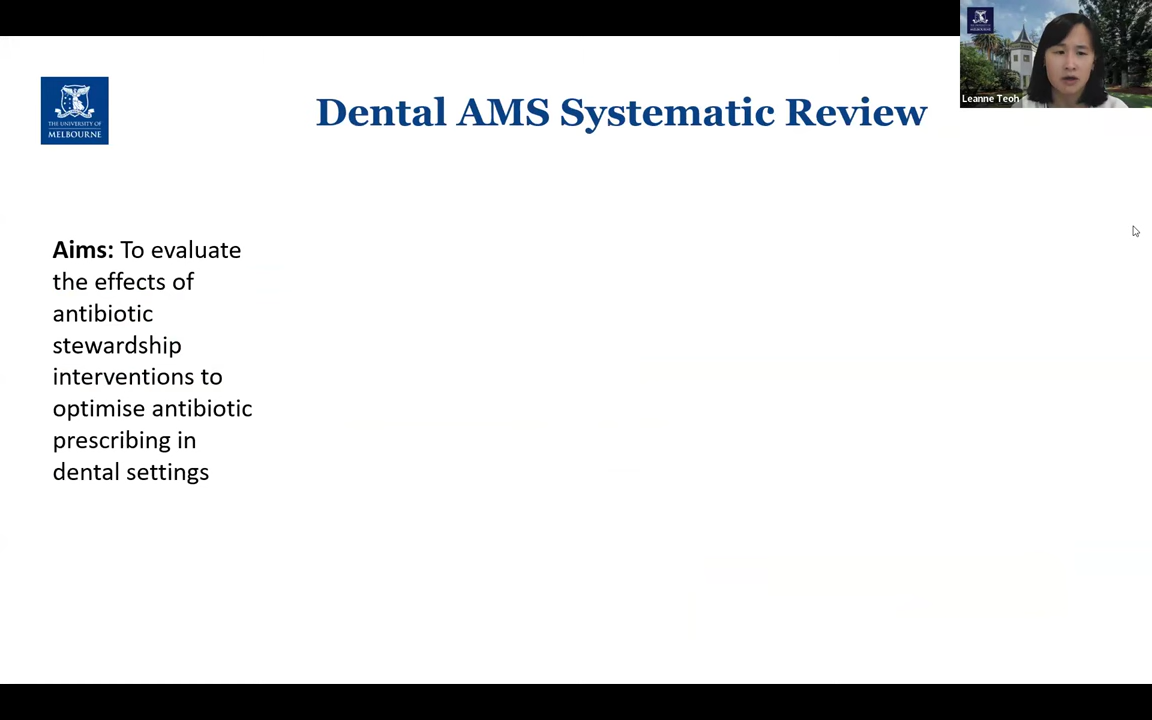 Dental AMS Systematic Review
THE UNIVERSITY OF
MELBOURNE
Leanne Teoh
Aims: To evaluate
the effects of
antibiotic
stewardship
interventions to
optimise antibiotic
prescribing in
dental settings